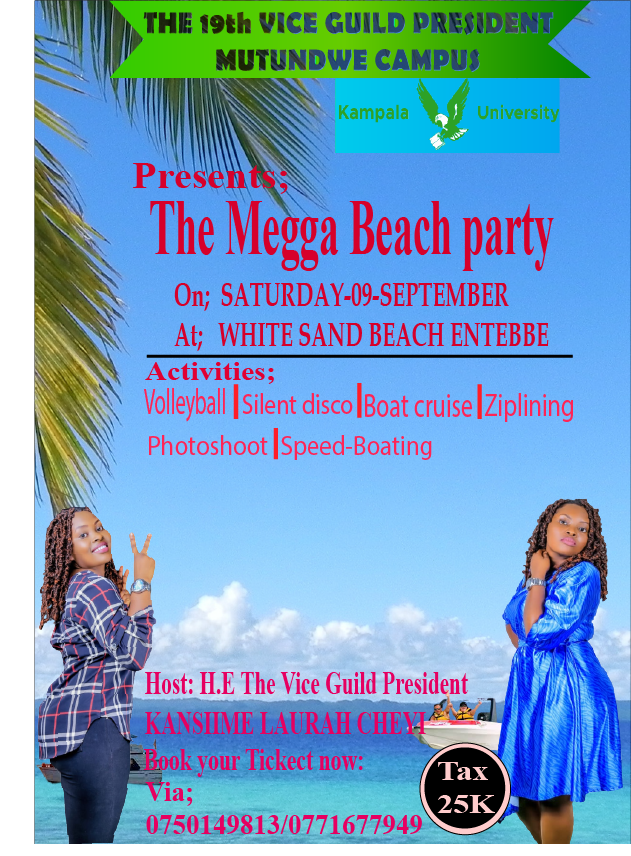 THE 19th VICE GUILD PRESIDENT
MUTUNDWE CAMPUS
Kampala University
Presents;
The Megga Beach party
On; SATURDAY-09-SEPTEMBER
At; WHITE SAND BEACH ENTEBBE
Activities;
Volleyball |Silent disco|Boat cruise|Ziplining
Photoshoot|Speed-Boating
Host: H.E The Vice Guild President
KANSIIME LAURAH CHEYI
Book your Tickect now:
Via;
0750149813/0771677949
Tax
25K